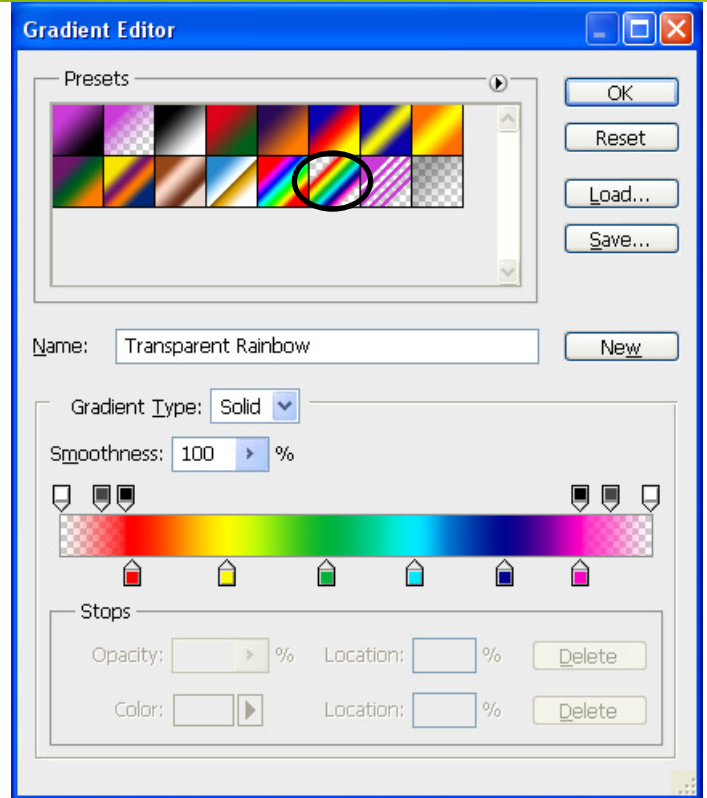 Gradient Editor
Presets
OK
Reset
Load...
Save...
Name: Transparent Rainbow New
Gradient Type: Solid
Smoothness: 100 %
Stops
Opacity: % Location: % Delete
Color: Location: % Delete